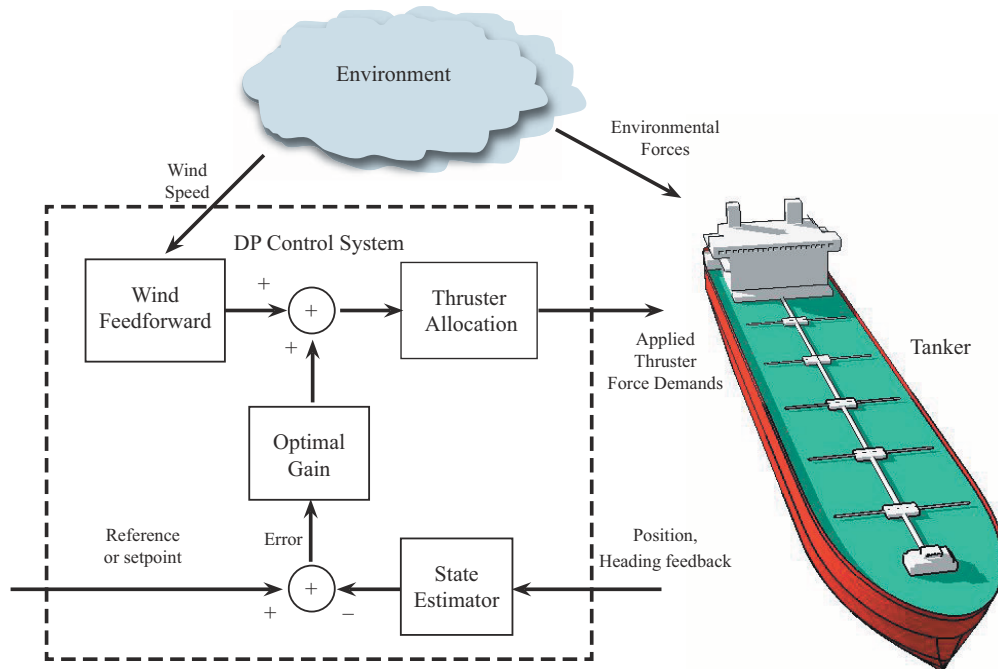 Environment
Environmental
Forces
Wind
Speed
DP Control System
Wind
Feedforward
+
+
+
Thruster
Allocation
Applied
Thruster
Force Demands
Tanker
Optimal
Gain
Reference
or setpoint
Error
+
+
−
State
Estimator
Position,
Heading feedback